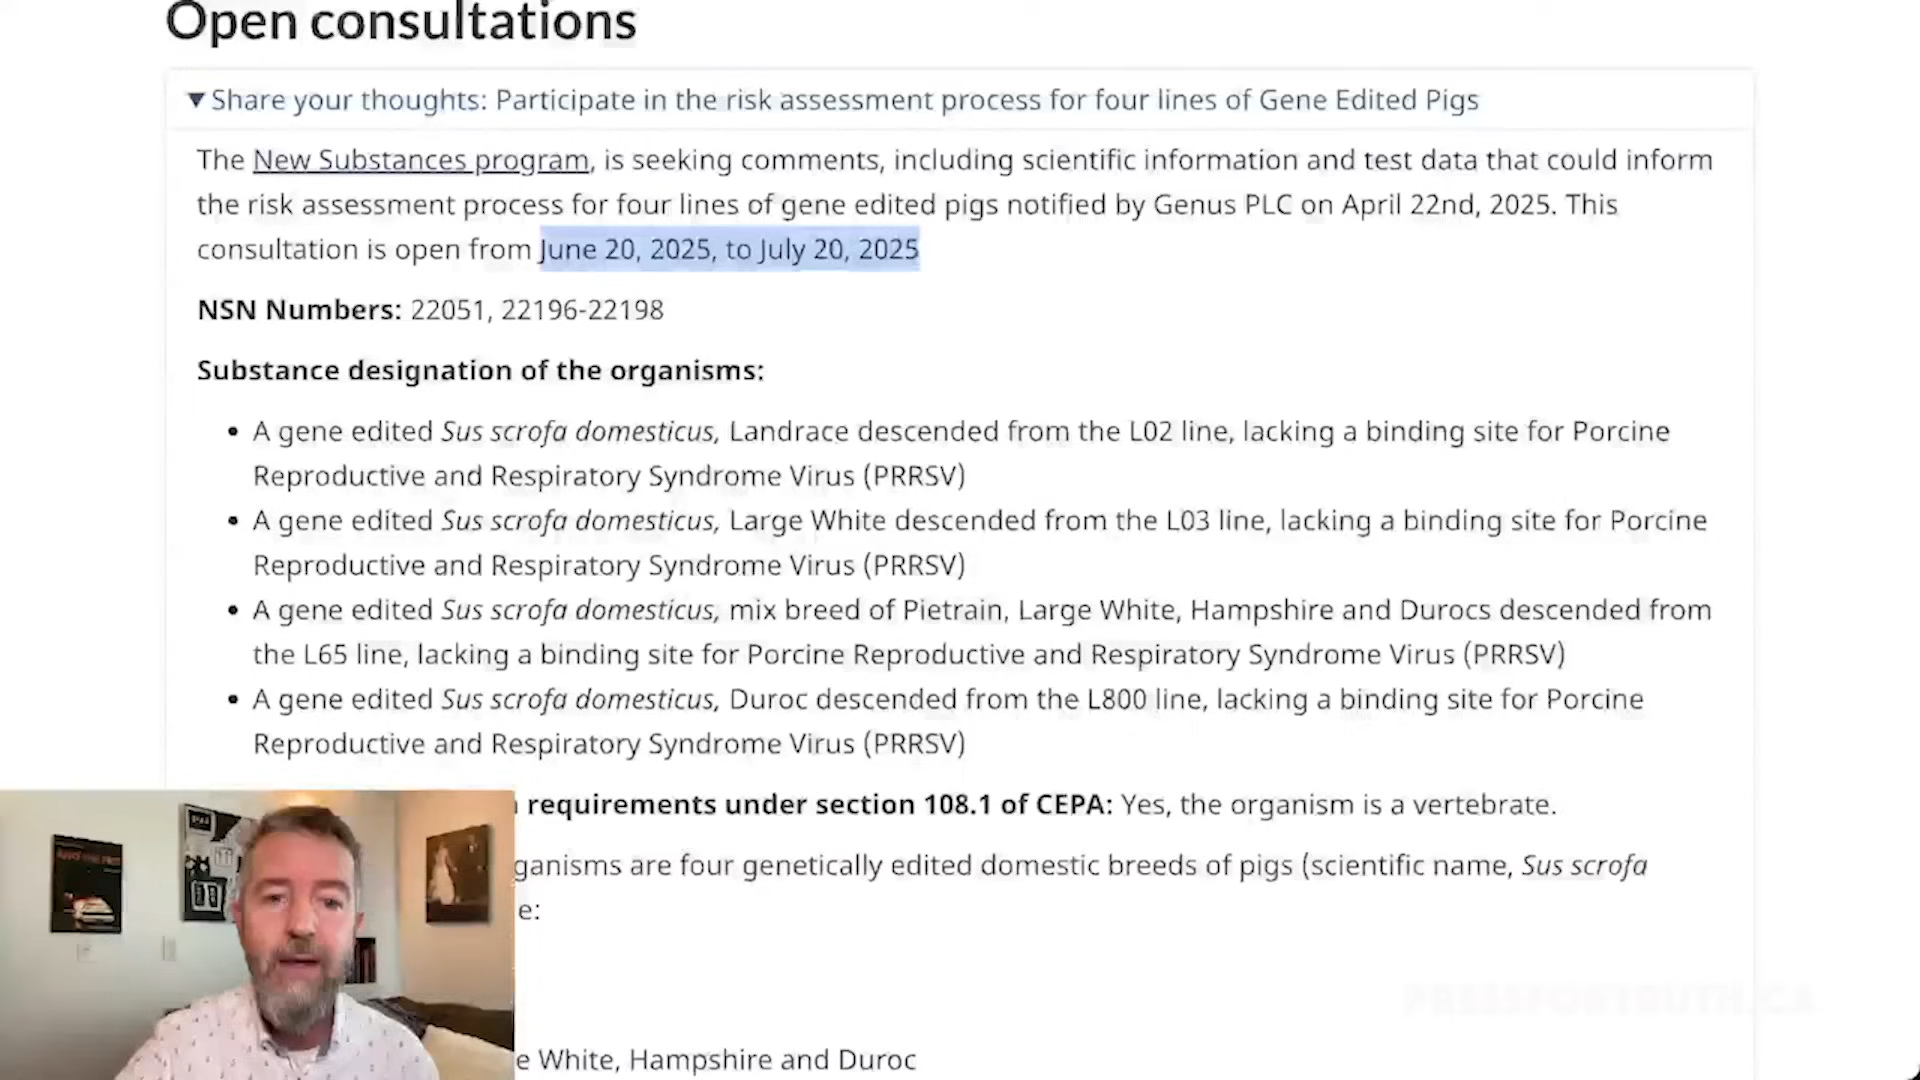 Open consultations
▼Share your thoughts: Participate in the risk assessment process for four lines of Gene Edited Pigs
The New Substances program, is seeking comments, including scientific information and test data that could inform
the risk assessment process for four lines of gene edited pigs notified by Genus PLC on April 22nd, 2025. This
consultation is open from June 20, 2025, to July 20, 2025
NSN Numbers: 22051, 22196-22198
Substance designation of the organisms:
• A gene edited Sus scrofa domesticus, Landrace descended from the L02 line, lacking a binding site for Porcine
Reproductive and Respiratory Syndrome Virus (PRRSV)
• A gene edited Sus scrofa domesticus, Large White descended from the L03 line, lacking a binding site for Porcine
Reproductive and Respiratory Syndrome Virus (PRRSV)
• A gene edited Sus scrofa domesticus, mix breed of Pietrain, Large White, Hampshire and Durocs descended from
the L65 line, lacking a binding site for Porcine Reproductive and Respiratory Syndrome Virus (PRRSV)
• A gene edited Sus scrofa domesticus, Duroc descended from the L800 line, lacking a binding site for Porcine
Reproductive and Respiratory Syndrome Virus (PRRSV)
requirements under section 108.1 of CEPA: Yes, the organism is a vertebrate.
ganisms are four genetically edited domestic breeds of pigs (scientific name, Sus scrofa
e:
PRESSFORTRUTH.CA
e White, Hampshire and Duroc